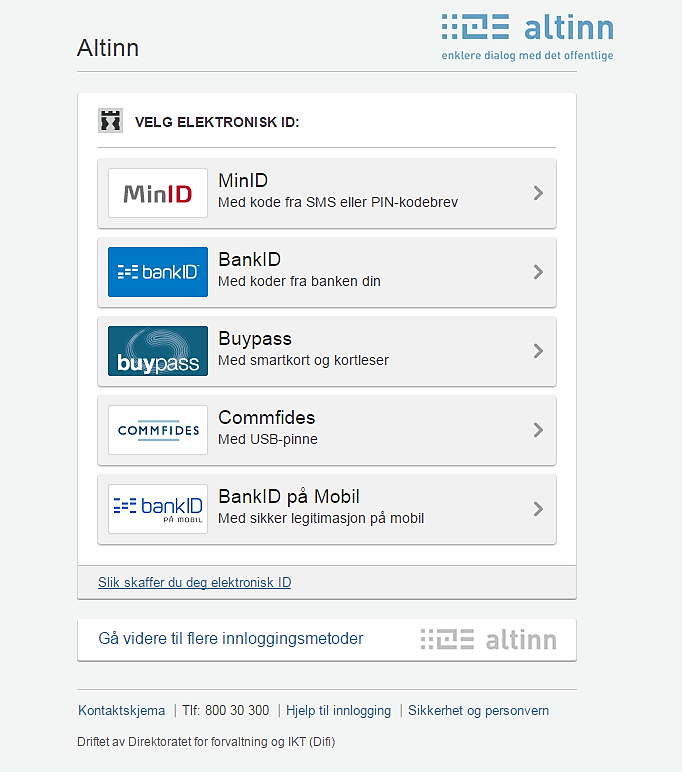 Altinn
altinn
enklere dialog med det offentlige
VELG ELEKTRONISK ID:
MinID
MinID
Med kode fra SMS eller PIN-kodebrev
bankID
BankID
Med koder fra banken din
buypass
Buypass
Med smartkort og kortleser
COMMFIDES
Commfides
Med USB-pinne
bankID
PÅ MOBIL
BankID på Mobil
Med sikker legitimasjon på mobil
Slik skaffer du deg elektronisk ID
Gå videre til flere innloggingsmetoder
altinn
Kontaktskjema | Tlf: 800 30 300 | Hjelp til innlogging | Sikkerhet og personvern
Driftet av Direktoratet for forvaltning og IKT (Difi)